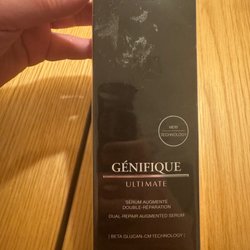 NEW
TECHNOLOGY
GÉNIFIQUE
ULTIMATE
SÉRUM AUGMENTÉ
DOUBLE-RÉPARATION
DUAL-REPAIR AUGMENTED SERUM
[ BETA GLUCAN-CM TECHNOLOGY ]